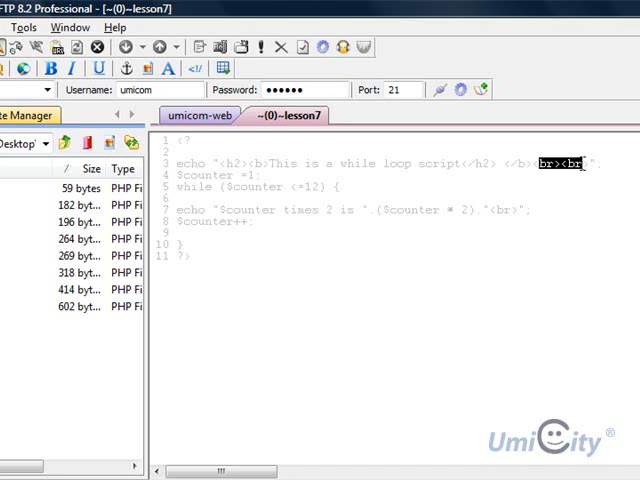 FTP 8.2 Professional - [~(0)~lesson7]
Tools Window Help
B I U
Username: umicom Password: •••••• Port: 21
te Manager umicom-web ~(0)~lesson7
Desktop'
/ Size Type
59 bytes PHP Fi
182 byt... PHP Fi
196 byt... PHP Fi
264 byt... PHP Fi
269 byt... PHP Fi
318 byt... PHP Fi
414 byt... PHP Fi
602 byt... PHP Fi
1 <?
2
3 echo "<h2><b>This is a while loop script</h2> </b><br><br>";
4 $counter =1;
5 while ($counter <=12) {
6
7 echo "$counter times 2 is ".($counter * 2)."<br>";
8 $counter++;
9
10 }
11 ?>
UmiCity ®